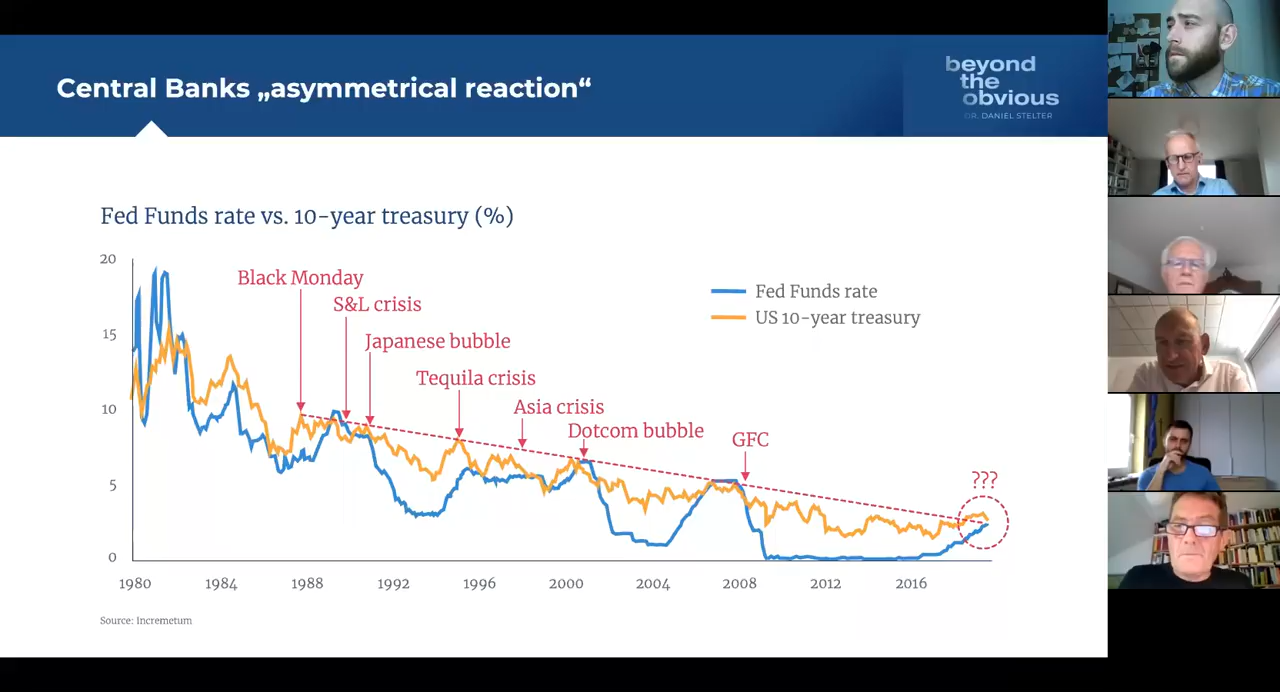 Central Banks „asymmetrical reaction“
beyond
the
obvious
DR. DANIEL STELTER
Fed Funds rate vs. 10-year treasury (%)
20
15
10
5
0
Black Monday
S&L crisis
Japanese bubble
Tequila crisis
Asia crisis
Dotcom bubble
GFC
???
Fed Funds rate
US 10-year treasury
1980 1984 1988 1992 1996 2000 2004 2008 2012 2016
Source: Incremetum